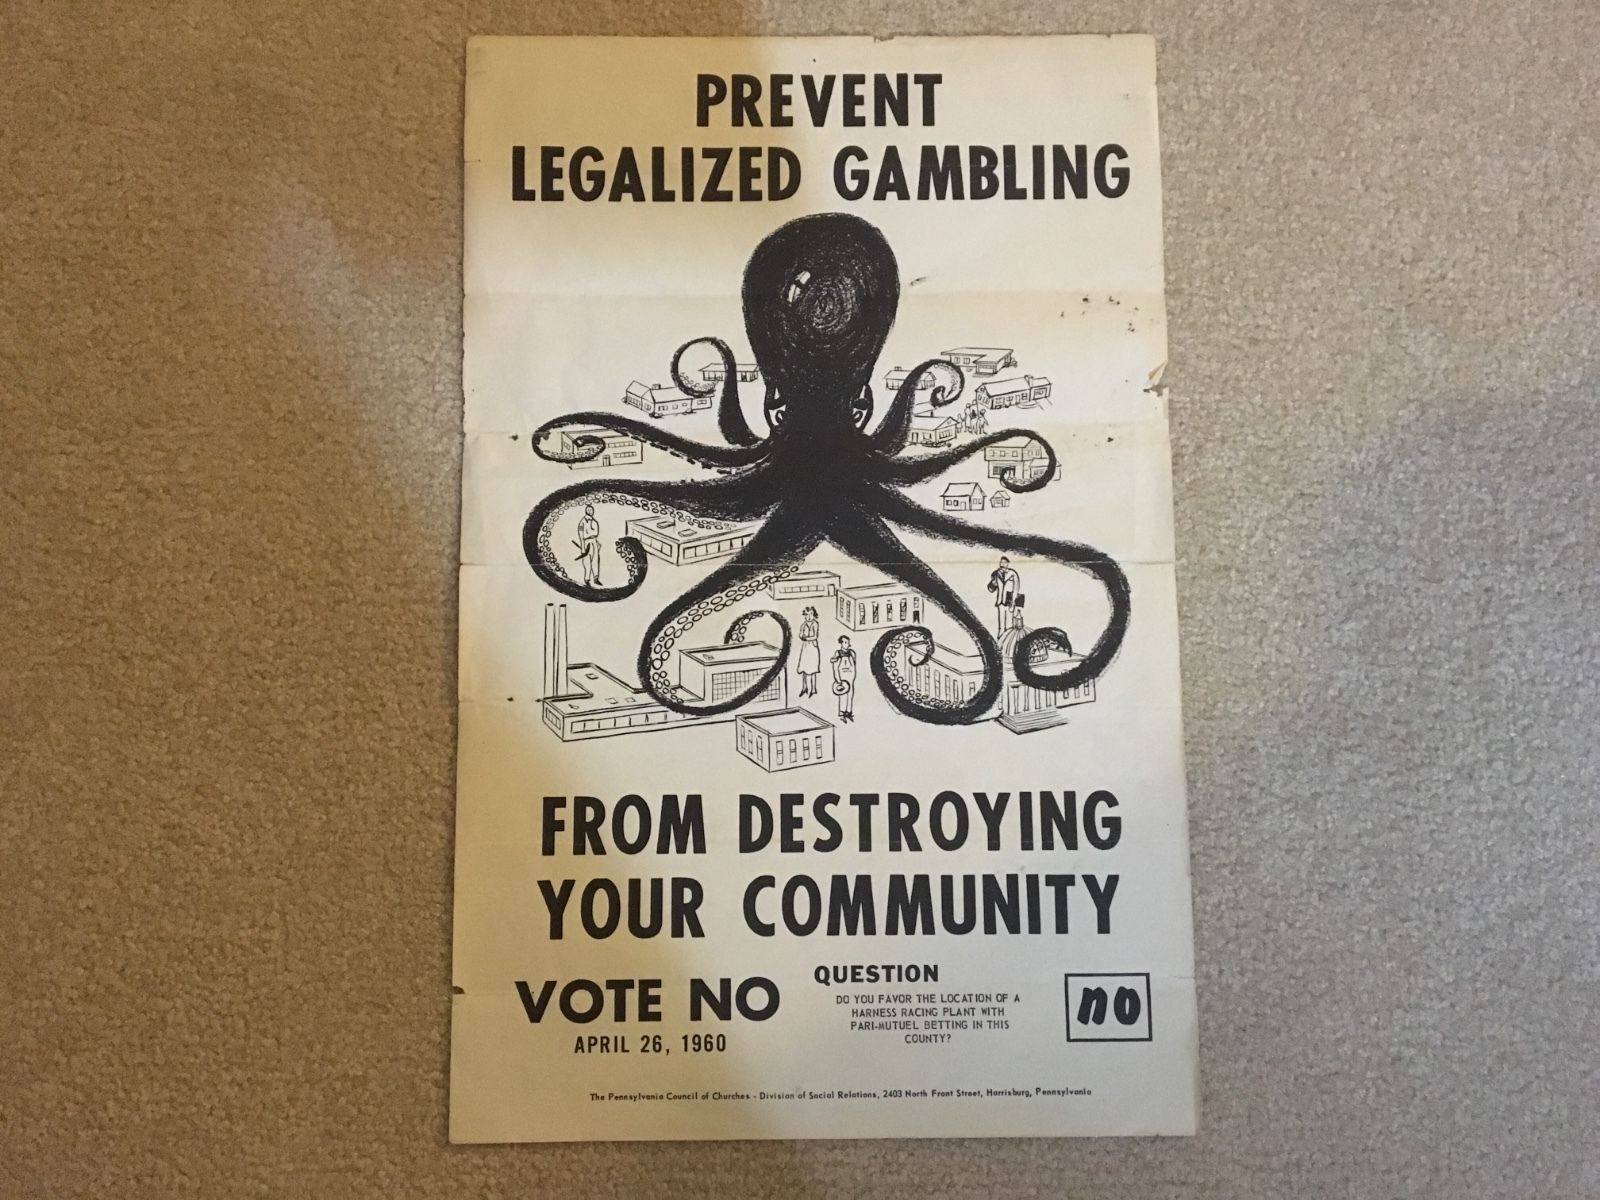 PREVENT
LEGALIZED GAMBLING
FROM DESTROYING
YOUR COMMUNITY
VOTE NO
APRIL 26, 1960
QUESTION
DO YOU FAVOR THE LOCATION OF A
HARNESS RACING PLANT WITH
PARI-MUTUEL BETTING IN THIS
COUNTY?
no
The Pennsylvania Council of Churches - Division of Social Relations, 2403 North Front Street, Harrisburg, Pennsylvania